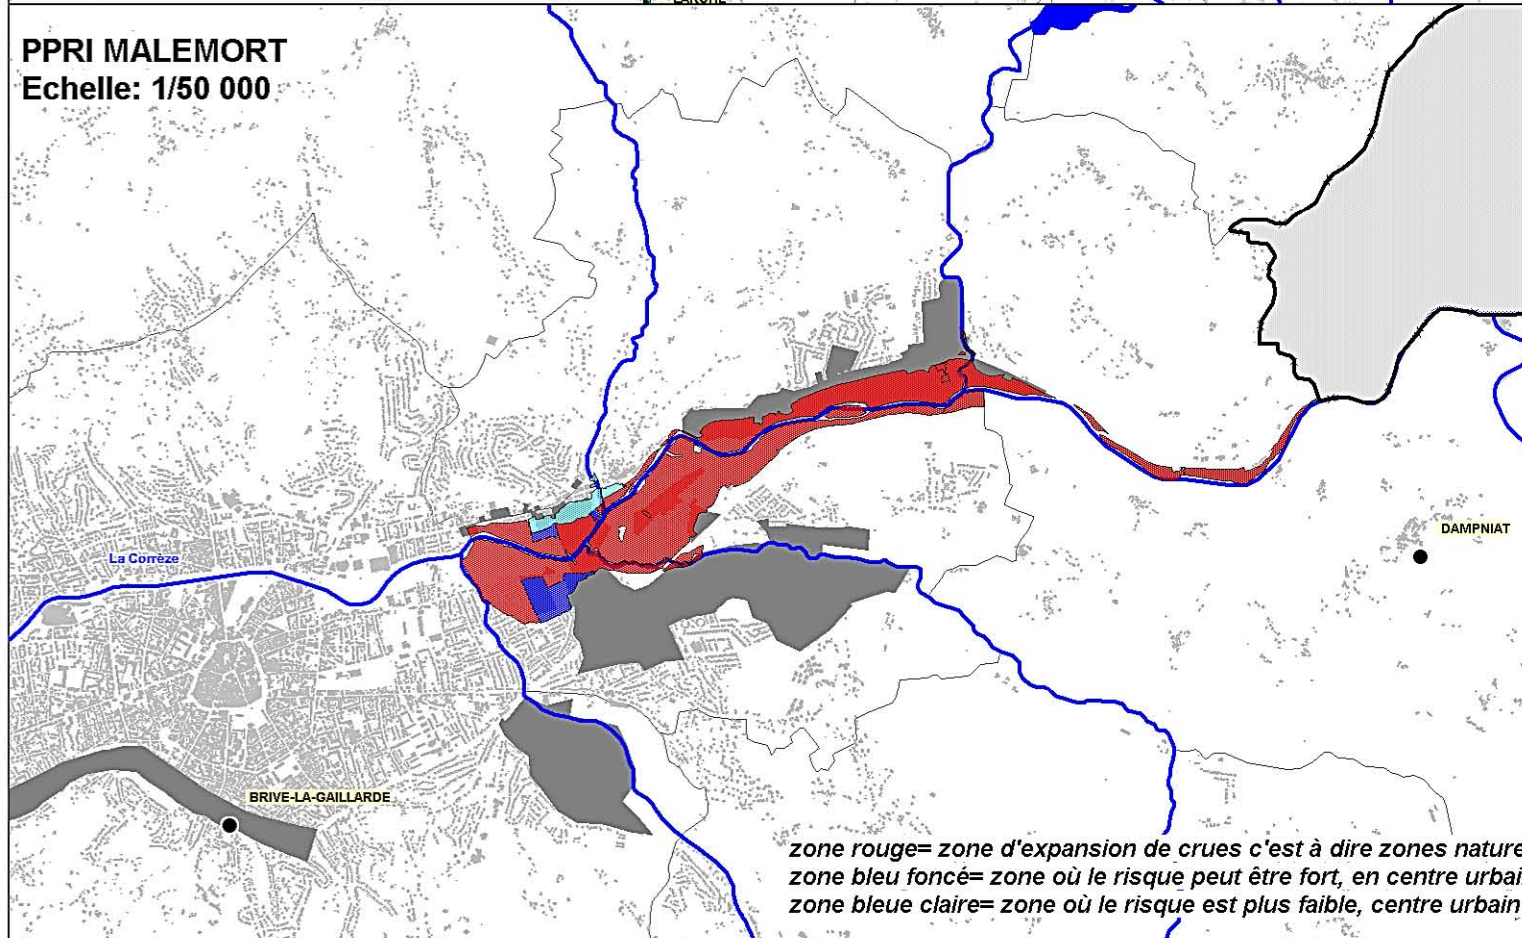 PPRI MALEMORT
Echelle: 1/50 000
La Corrèze
DAMPNIAT
BRIVE-LA-GAILLARDE
zone rouge= zone d'expansion de crues c'est à dire zones nature
zone bleu foncé= zone où le risque peut être fort, en centre urbai
zone bleue claire= zone où le risque est plus faible, centre urbain